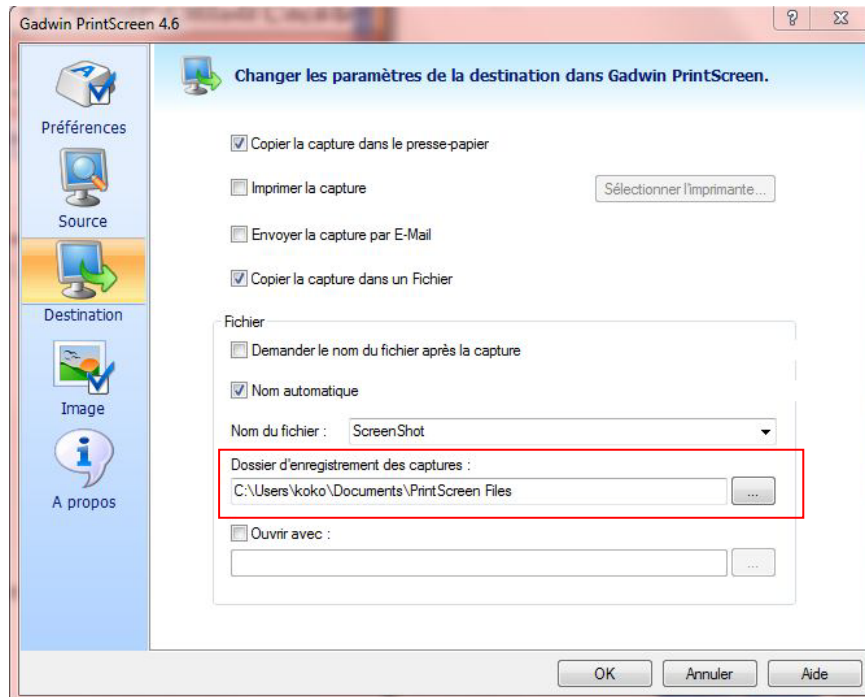 Gadwin PrintScreen 4.6
Changer les paramètres de la destination dans Gadwin PrintScreen.
Préférences
Source
Destination
Image
A propos
Copier la capture dans le presse-papier
Imprimer la capture
Sélectionner l'imprimante...
Envoyer la capture par E-Mail
Copier la capture dans un Fichier
Fichier
Demander le nom du fichier après la capture
Nom automatique
Nom du fichier : ScreenShot
Dossier d'enregistrement des captures :
C:\Users\koko\Documents\PrintScreen Files
...
Ouvrir avec :
...
OK
Annuler
Aide